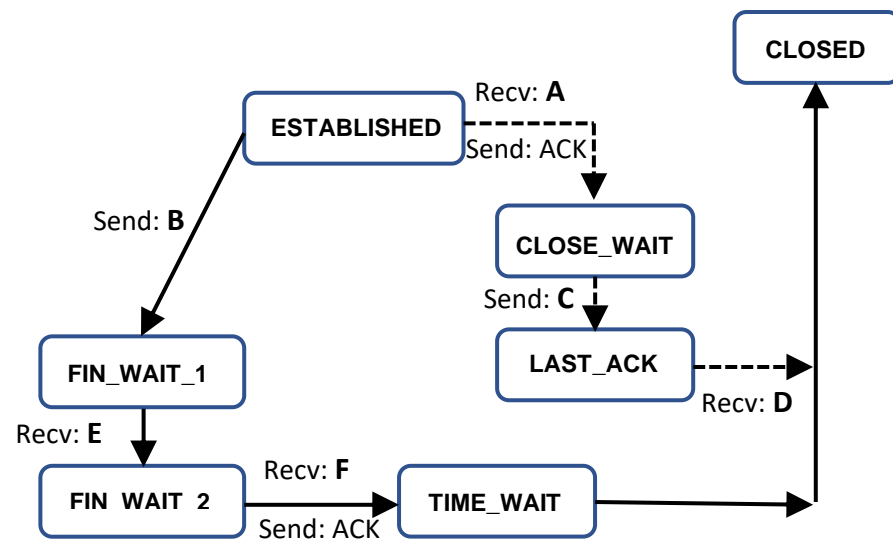 CLOSED
Recv: A
ESTABLISHED
Send: ACK
Send: B
CLOSE_WAIT
Send: C
FIN_WAIT_1
LAST_ACK
Recv: D
Recv: E
Recv: F
FIN WAIT 2
TIME_WAIT
Send: ACK